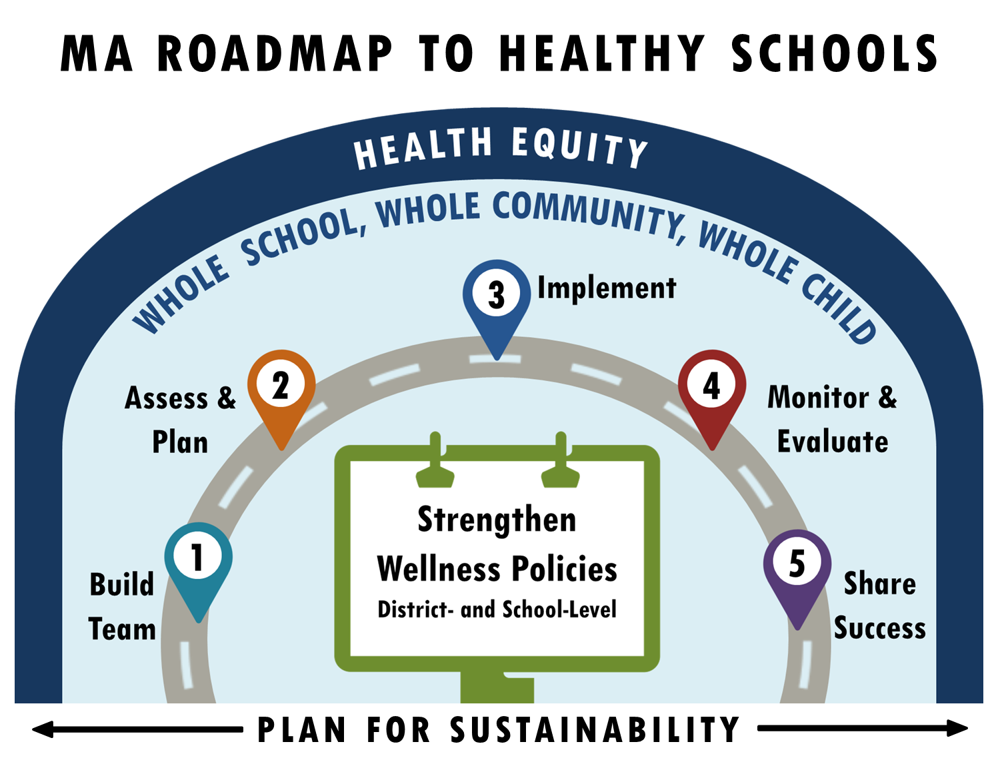 MA ROADMAP TO HEALTHY SCHOOLS
HEALTH EQUITY
WHOLE SCHOOL, WHOLE COMMUNITY, WHOLE CHILD
1
Build
Team
2
Assess &
Plan
3
Implement
4
Monitor &
Evaluate
5
Share
Success
Strengthen
Wellness Policies
District- and School-Level
PLAN FOR SUSTAINABILITY